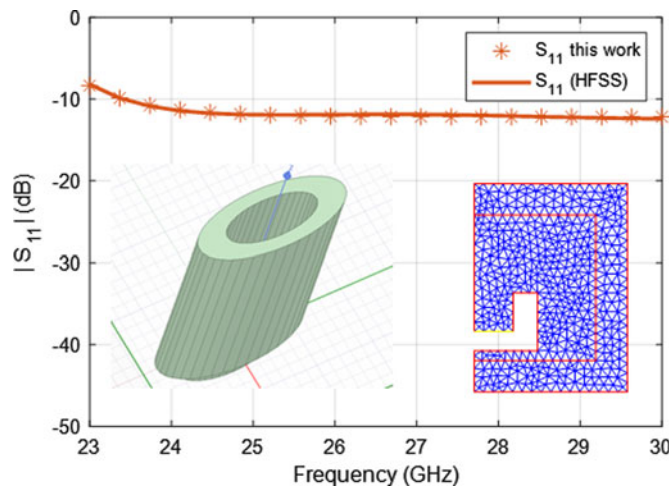 0
-10
-20
-30
-40
-50
| S11 | (dB)
S11 this work
S11 (HFSS)
23 24 25 26 27 28 29 30
Frequency (GHz)